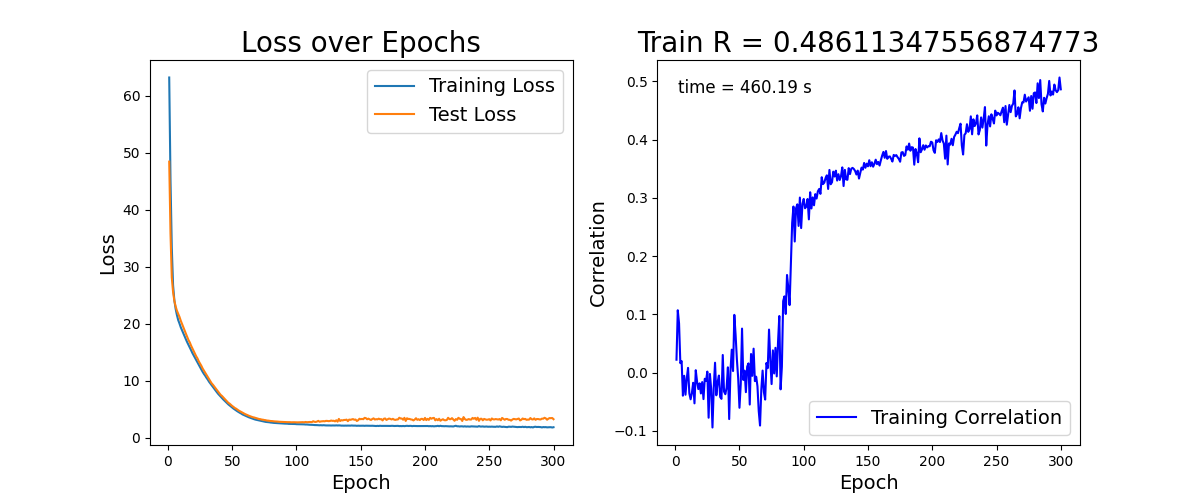 Loss over Epochs
Training Loss
Test Loss
60
50
40
30
20
10
0
Loss
0 50 100 150 200 250 300
Epoch
Train R = 0.48611347556874773
time = 460.19 s
0.5
0.4
0.3
0.2
0.1
0.0
−0.1
Correlation
Training Correlation
0 50 100 150 200 250 300
Epoch